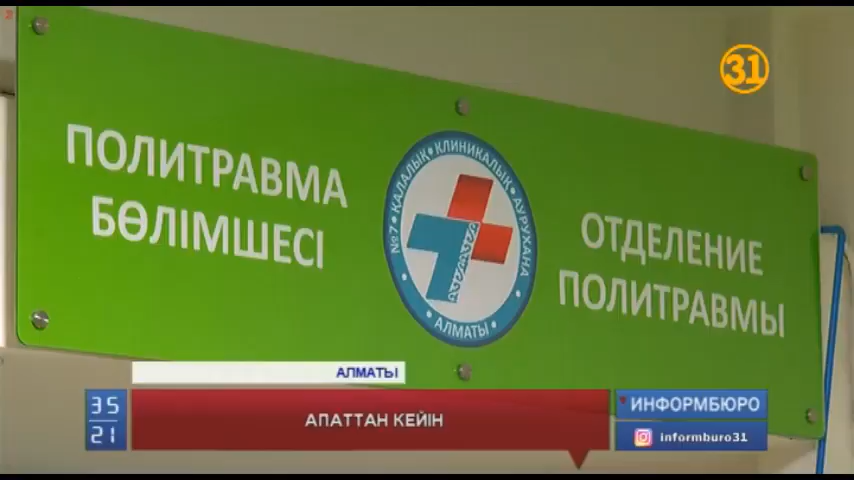 31
ПОЛИТРАВМА
БӨЛІМШЕСІ
№7 • ҚАЛАЛЫҚ • КЛИНИКАЛЫҚ • АУРУХАНА
• АЛМАТЫ •
ОТДЕЛЕНИЕ
ПОЛИТРАВМЫ
АЛМАТЫ
35
21
АПАТТАН КЕЙІН
ИНФОРМБЮРО
informburo31